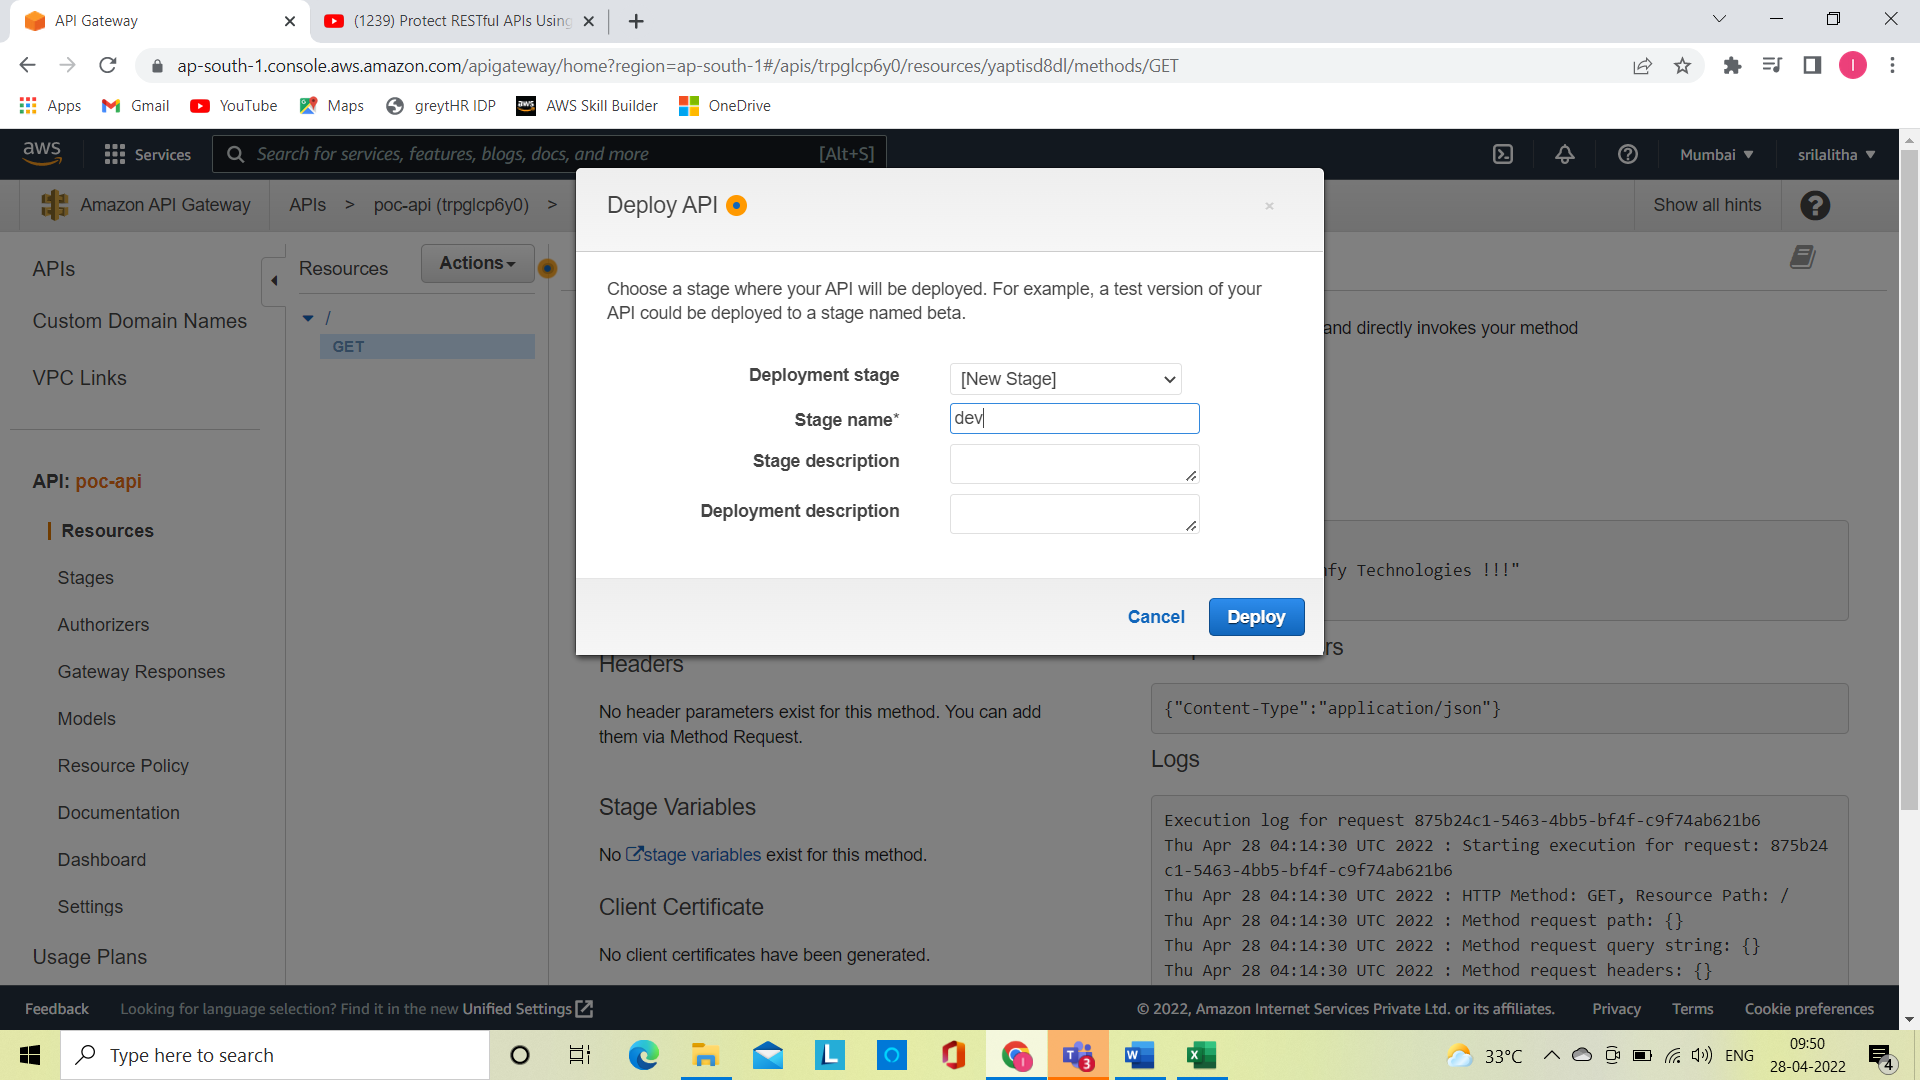 API Gateway
(1239) Protect RESTful APIs Using
ap-south-1.console.aws.amazon.com/apigateway/home?region=ap-south-1#/apis/trpglcp6y0/resources/yaptisd8dl/methods/GET
Apps Gmail YouTube Maps greytHR IDP aws AWS Skill Builder OneDrive
aws Services Search for services, features, blogs, docs, and more [Alt+S] Mumbai ▼ srilalitha ▼
Amazon API Gateway APIs > poc-api (trpglcp6y0) > Show all hints
Deploy API
Choose a stage where your API will be deployed. For example, a test version of your
API could be deployed to a stage named beta.
Deployment stage [New Stage]
Stage name* dev
Stage description
Deployment description
Cancel Deploy
APIs
Custom Domain Names
VPC Links
API: poc-api
Resources
Stages
Authorizers
Gateway Responses
Models
Resource Policy
Documentation
Dashboard
Settings
Usage Plans
Resources Actions
/
GET
and directly invokes your method
Technologies !!!"
Headers
No header parameters exist for this method. You can add
them via Method Request.
Stage Variables
No stage variables exist for this method.
Client Certificate
No client certificates have been generated.
{"Content-Type":"application/json"}
Logs
Execution log for request 875b24c1-5463-4bb5-bf4f-c9f74ab621b6
Thu Apr 28 04:14:30 UTC 2022 : Starting execution for request: 875b24
c1-5463-4bb5-bf4f-c9f74ab621b6
Thu Apr 28 04:14:30 UTC 2022 : HTTP Method: GET, Resource Path: /
Thu Apr 28 04:14:30 UTC 2022 : Method request path: {}
Thu Apr 28 04:14:30 UTC 2022 : Method request query string: {}
Thu Apr 28 04:14:30 UTC 2022 : Method request headers: {}
Feedback Looking for language selection? Find it in the new Unified Settings © 2022, Amazon Internet Services Private Ltd. or its affiliates. Privacy Terms Cookie preferences
Type here to search 33°C ENG
09:50
28-04-2022
4